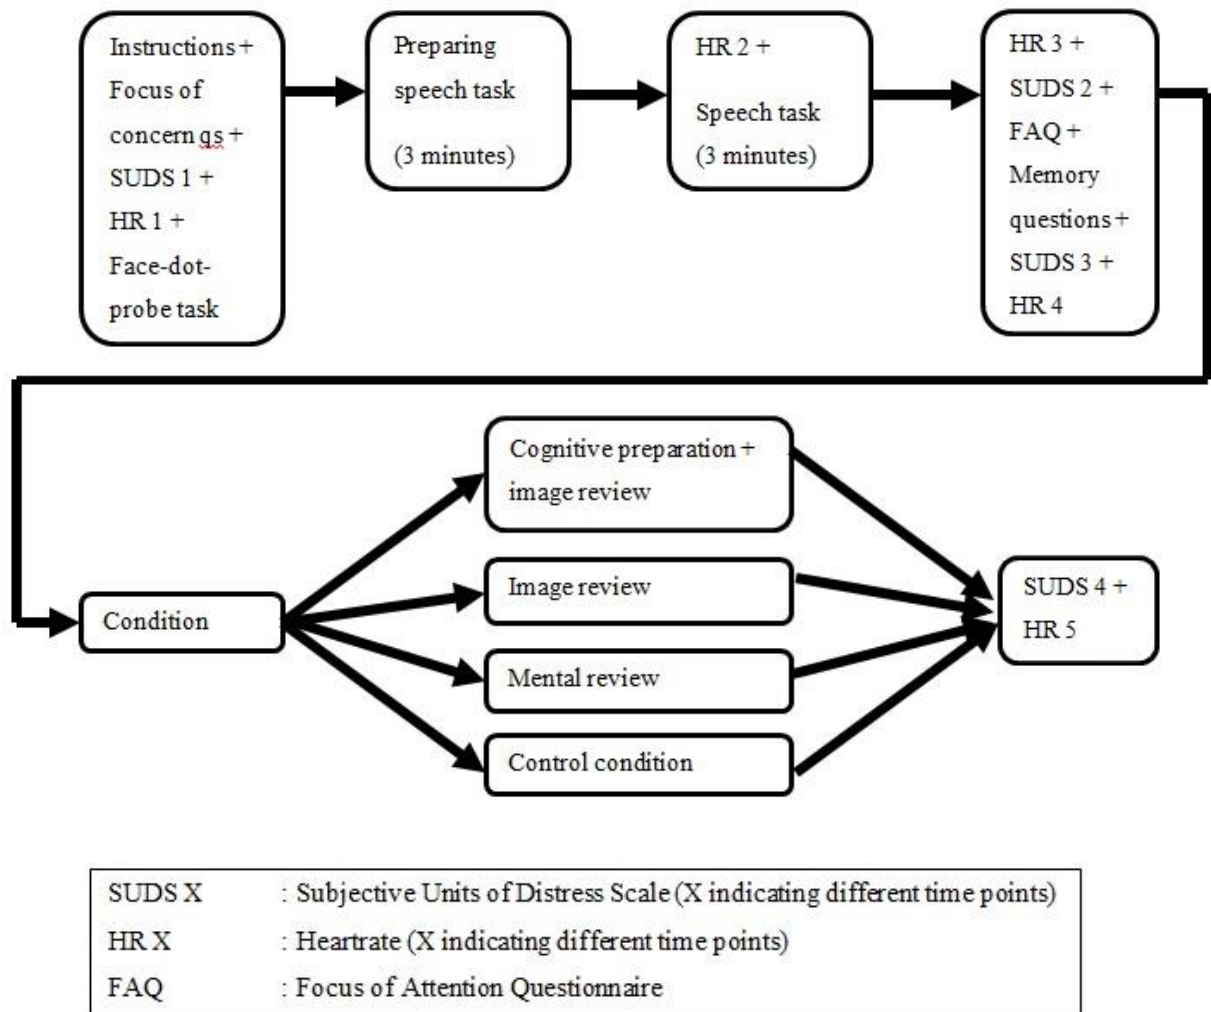 Instructions +
Focus of
concern qs +
SUDS 1 +
HR 1 +
Face-dot-
probe task
Preparing
speech task
(3 minutes)
HR 2 +
Speech task
(3 minutes)
HR 3 +
SUDS 2 +
FAQ +
Memory
questions +
SUDS 3 +
HR 4
Condition
Cognitive preparation +
image review
Image review
Mental review
Control condition
SUDS 4 +
HR 5
SUDS X : Subjective Units of Distress Scale (X indicating different time points)
HR X : Heartrate (X indicating different time points)
FAQ : Focus of Attention Questionnaire